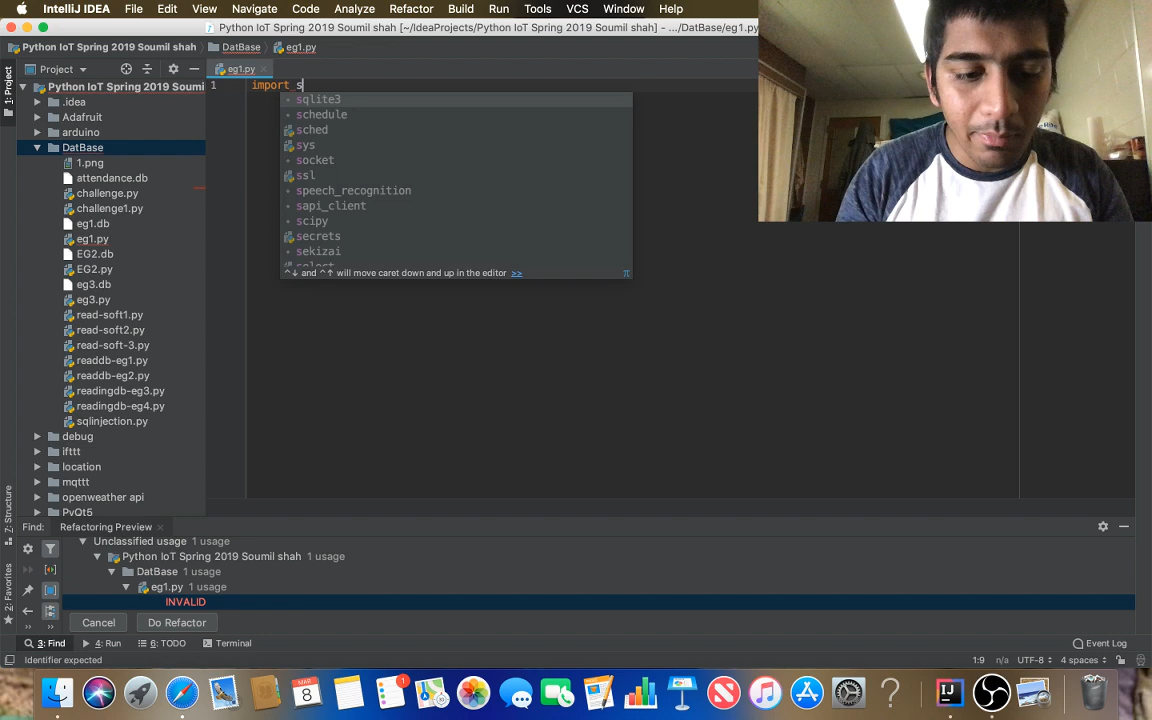 IntelliJ IDEA File Edit View Navigate Code Analyze Refactor Build Run Tools VCS Window Help
Python IoT Spring 2019 Soumil shah [~/IdeaProjects/Python IoT Spring 2019 Soumil shah] - .../DatBase/eg1.py
Python IoT Spring 2019 Soumil shah DatBase eg1.py
1: Project
Project
eg1.py
Python IoT Spring 2019 Soumi
1 import s
.idea
Adafruit
arduino
DatBase
1.png
attendance.db
challenge.py
challenge1.py
eg1.db
eg1.py
EG2.db
EG2.py
eg3.db
eg3.py
read-soft1.py
read-soft2.py
read-soft-3.py
readdb-eg1.py
readdb-eg2.py
readingdb-eg3.py
readingdb-eg4.py
sqlinjection.py
debug
ifttt
location
mqtt
openweather api
PyQt5
sqlite3
schedule
sched
sys
socket
ssl
speech_recognition
sapi_client
scipy
secrets
sekizai
select
^↓ and ^↑ will move caret down and up in the editor >> π
7: Structure
2: Favorites
Find: Refactoring Preview
Unclassified usage 1 usage
Python IoT Spring 2019 Soumil shah 1 usage
DatBase 1 usage
eg1.py 1 usage
INVALID
Cancel Do Refactor
3: Find 4: Run 6: TODO Terminal Event Log
Identifier expected 1:9 n/a UTF-8 4 spaces
MAR
8
1
IJ